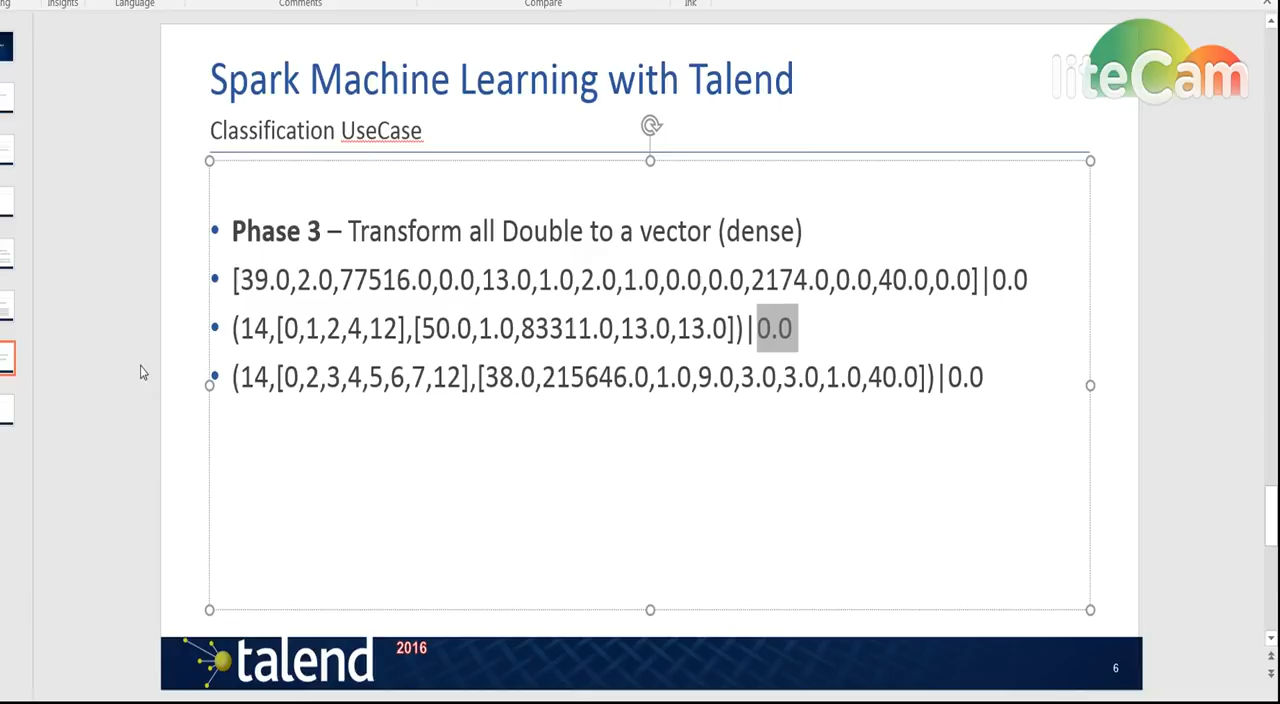 Insights
Language
Comments
Compare
Ink
liteCam
Spark Machine Learning with Talend
Classification UseCase
• Phase 3 – Transform all Double to a vector (dense)
• [39.0,2.0,77516.0,0.0,13.0,1.0,2.0,1.0,0.0,0.0,2174.0,0.0,40.0,0.0]|0.0
• (14,[0,1,2,4,12],[50.0,1.0,83311.0,13.0,13.0])|0.0
• (14,[0,2,3,4,5,6,7,12],[38.0,215646.0,1.0,9.0,3.0,3.0,1.0,40.0])|0.0
talend
2016
6